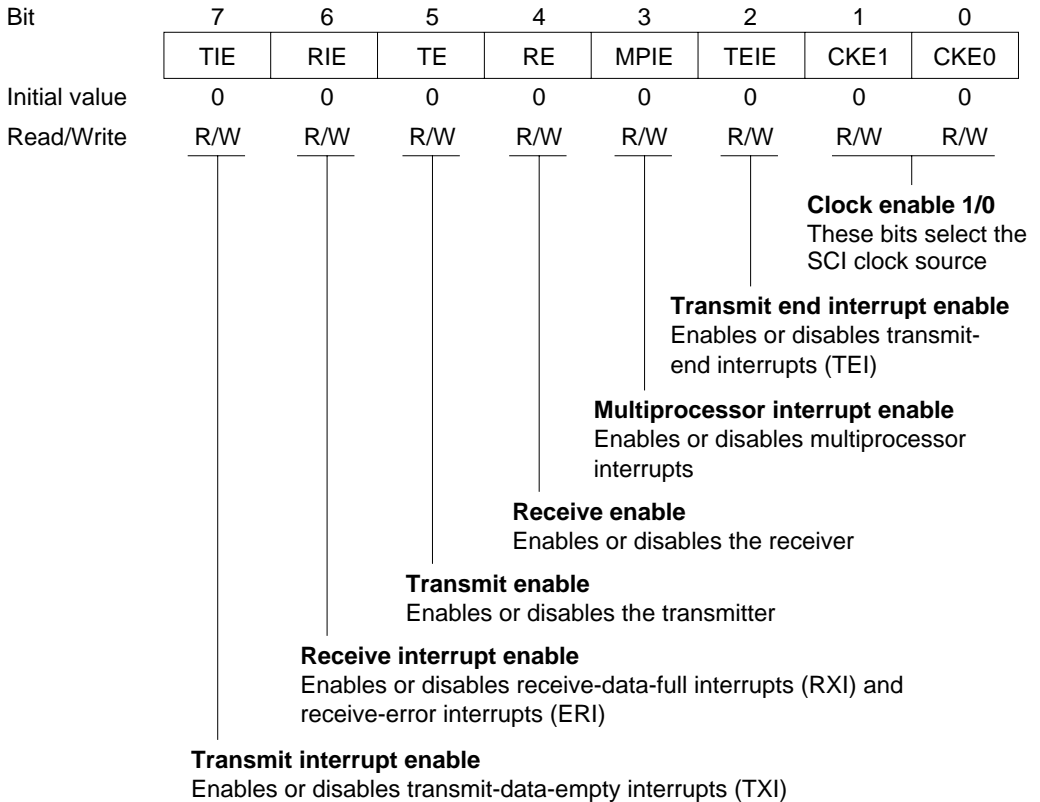 Bit 7 6 5 4 3 2 1 0
TIE RIE TE RE MPIE TEIE CKE1 CKE0
Initial value 0 0 0 0 0 0 0 0
Read/Write R/W R/W R/W R/W R/W R/W R/W R/W
Clock enable 1/0
These bits select the
SCI clock source
Transmit end interrupt enable
Enables or disables transmit-
end interrupts (TEI)
Multiprocessor interrupt enable
Enables or disables multiprocessor
interrupts
Receive enable
Enables or disables the receiver
Transmit enable
Enables or disables the transmitter
Receive interrupt enable
Enables or disables receive-data-full interrupts (RXI) and
receive-error interrupts (ERI)
Transmit interrupt enable
Enables or disables transmit-data-empty interrupts (TXI)